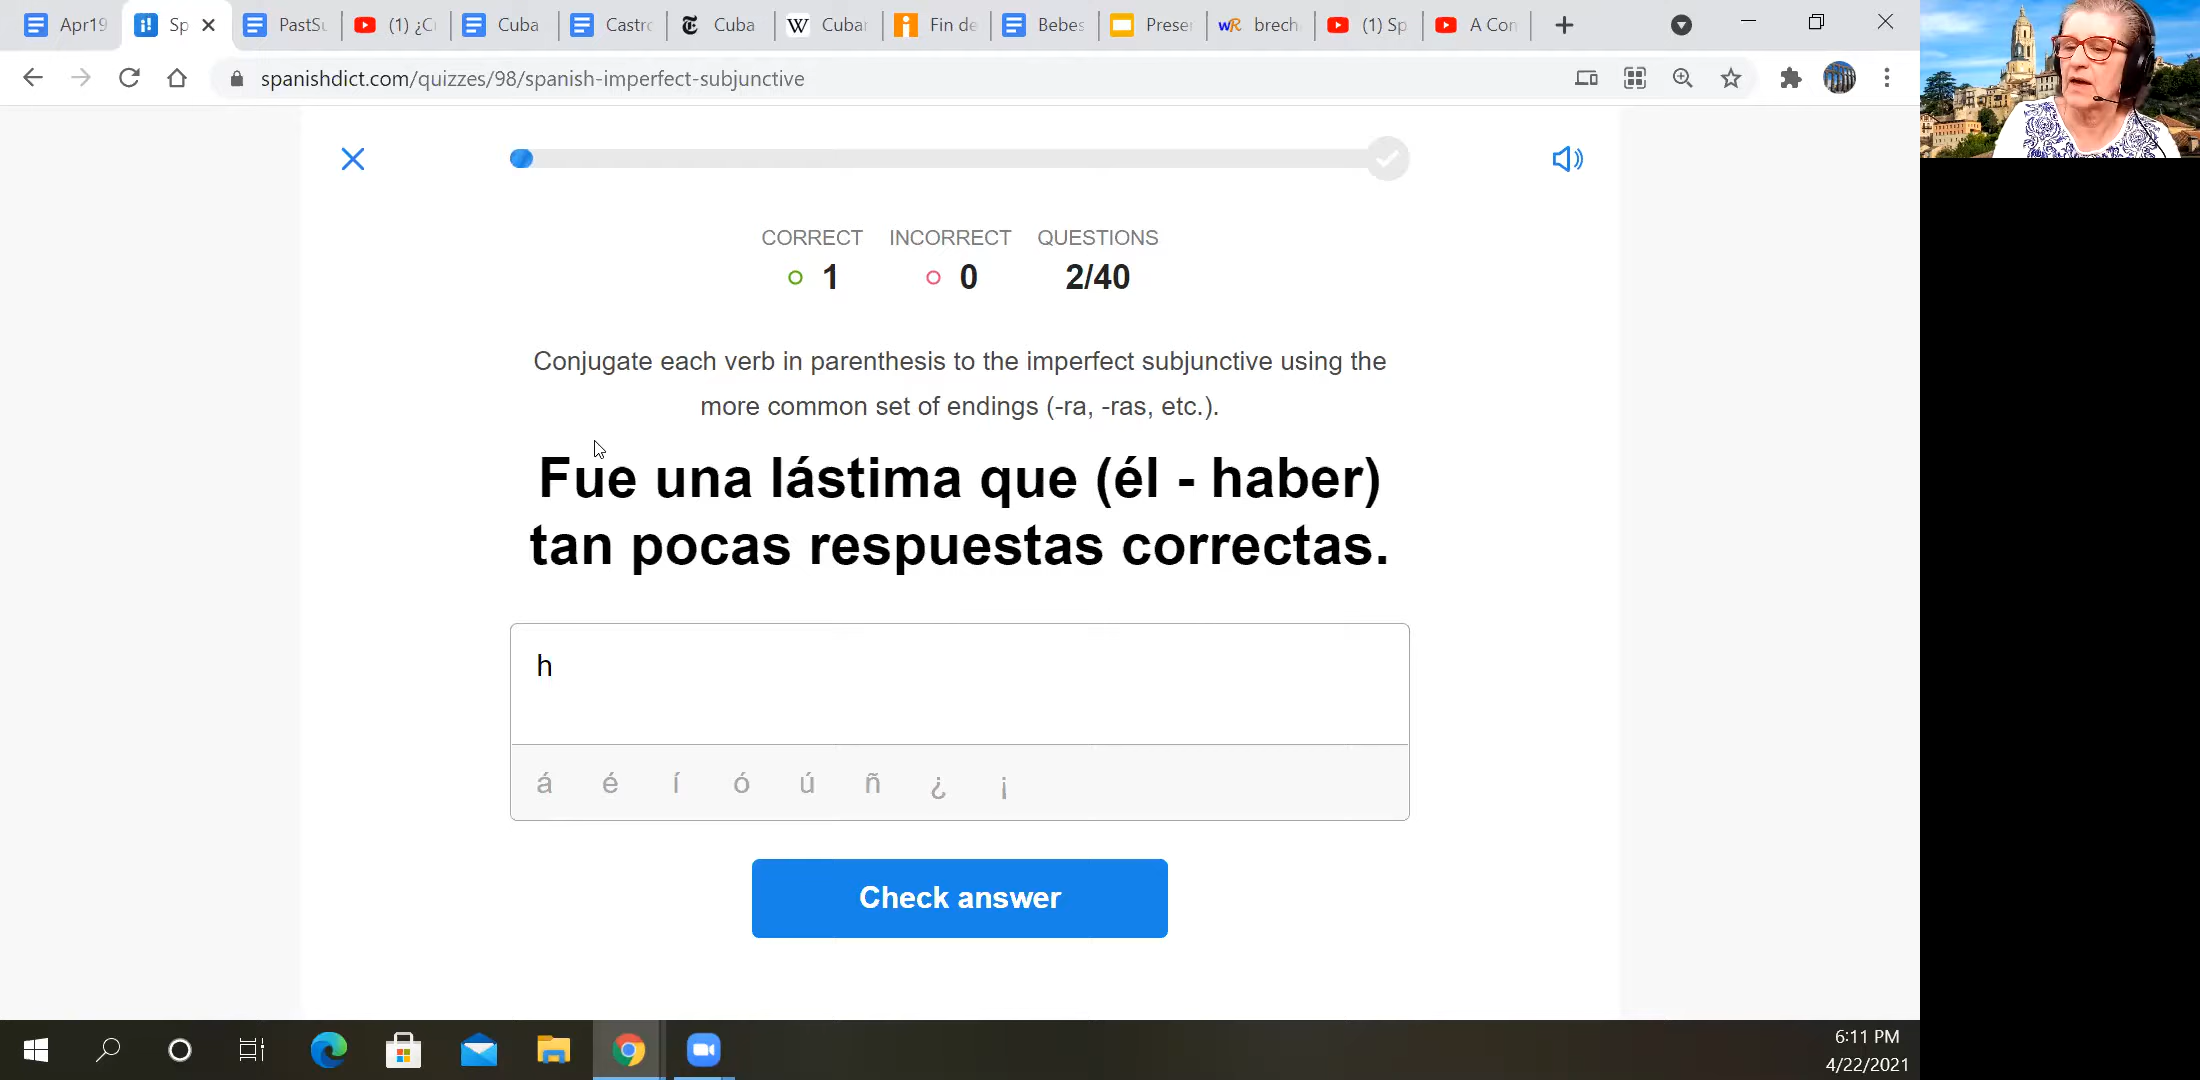 Apr19 Sp PastSu (1) ¿C Cuba Castro Cuba Cubar Fin de Bebes Preser brech (1) Sp A Con
spanishdict.com/quizzes/98/spanish-imperfect-subjunctive
CORRECT INCORRECT QUESTIONS
1 0 2/40
Conjugate each verb in parenthesis to the imperfect subjunctive using the
more common set of endings (-ra, -ras, etc.).
Fue una lástima que (él - haber)
tan pocas respuestas correctas.
h
á é í ó ú ñ ¿ ¡
Check answer
6:11 PM
4/22/2021